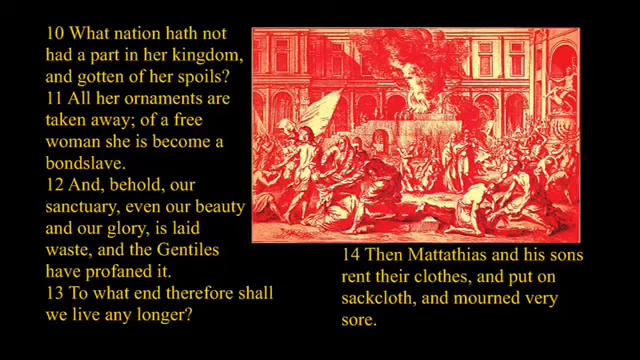 10 What nation hath not
had a part in her kingdom,
and gotten of her spoils?
11 All her ornaments are
taken away; of a free
woman she is become a
bondslave.
12 And, behold, our
sanctuary, even our beauty
and our glory, is laid
waste, and the Gentiles
have profaned it.
13 To what end therefore shall
we live any longer?
14 Then Mattathias and his sons
rent their clothes, and put on
sackcloth, and mourned very
sore.